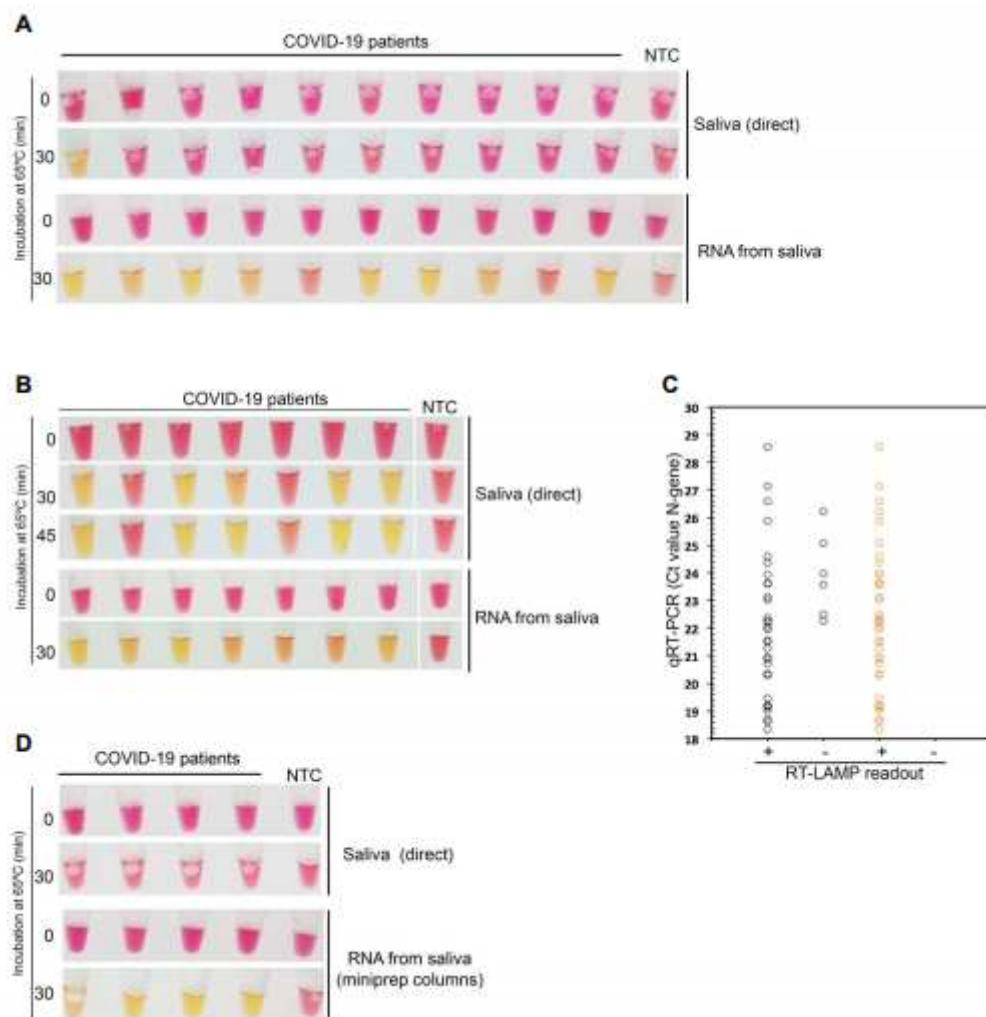 A
COVID-19 patients
NTC
Incubation at 65ºC (min)
0
30
Saliva (direct)
0
30
RNA from saliva
B
COVID-19 patients
NTC
Incubation at 65ºC (min)
0
30
45
Saliva (direct)
0
30
RNA from saliva
C
qRT-PCR (Ct value N-gene)
30
29
28
27
26
25
24
23
22
21
20
19
18
+ - + -
RT-LAMP readout
D
COVID-19 patients
NTC
Incubation at 65ºC (min)
0
30
Saliva (direct)
0
30
RNA from saliva
(miniprep columns)